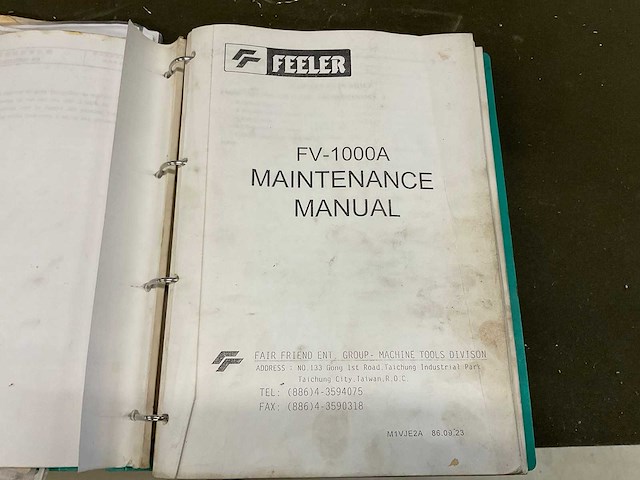 FEELER
FV-1000A
MAINTENANCE
MANUAL
FAIR FRIEND ENT. GROUP- MACHINE TOOLS DIVISON
ADDRESS : NO.133 Gong 1st Road.Taichung Industrial Part
Taichung City.Taiwan,R.O.C.
TEL: (886)4-3594075
FAX: (886)4-3590318
M1VJE2A 86.09.23